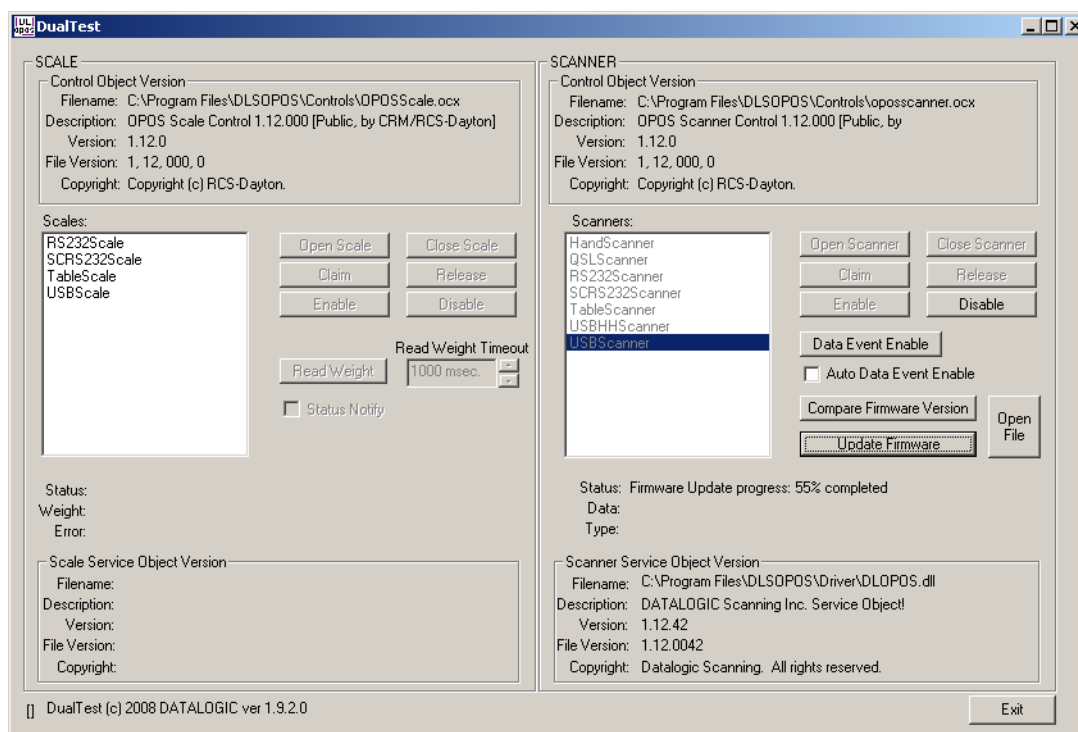 UL
opos
DualTest
SCALE
Control Object Version
Filename: C:\Program Files\DLSOPOS\Controls\OPOSScale.ocx
Description: OPOS Scale Control 1.12.000 [Public, by CRM/RCS-Dayton]
Version: 1.12.0
File Version: 1, 12, 000, 0
Copyright: Copyright (c) RCS-Dayton.
Scales:
RS232Scale
SCRS232Scale
TableScale
USBScale
Open Scale
Close Scale
Claim
Release
Enable
Disable
Read Weight Timeout
Read Weight
1000 msec.
Status Notify
Status:
Weight:
Error:
Scale Service Object Version
Filename:
Description:
Version:
File Version:
Copyright:
SCANNER
Control Object Version
Filename: C:\Program Files\DLSOPOS\Controls\oposscanner.ocx
Description: OPOS Scanner Control 1.12.000 [Public, by
Version: 1.12.0
File Version: 1, 12, 000, 0
Copyright: Copyright (c) RCS-Dayton.
Scanners:
HandScanner
QSLScanner
RS232Scanner
SCRS232Scanner
TableScanner
USBHHScanner
USBScanner
Open Scanner
Close Scanner
Claim
Release
Enable
Disable
Data Event Enable
Auto Data Event Enable
Compare Firmware Version
Update Firmware
Open
File
Status: Firmware Update progress: 55% completed
Data:
Type:
Scanner Service Object Version
Filename: C:\Program Files\DLSOPOS\Driver\DLOPOS.dll
Description: DATALOGIC Scanning Inc. Service Object!
Version: 1.12.42
File Version: 1.12.0042
Copyright: Datalogic Scanning. All rights reserved.
[] DualTest (c) 2008 DATALOGIC ver 1.9.2.0
Exit